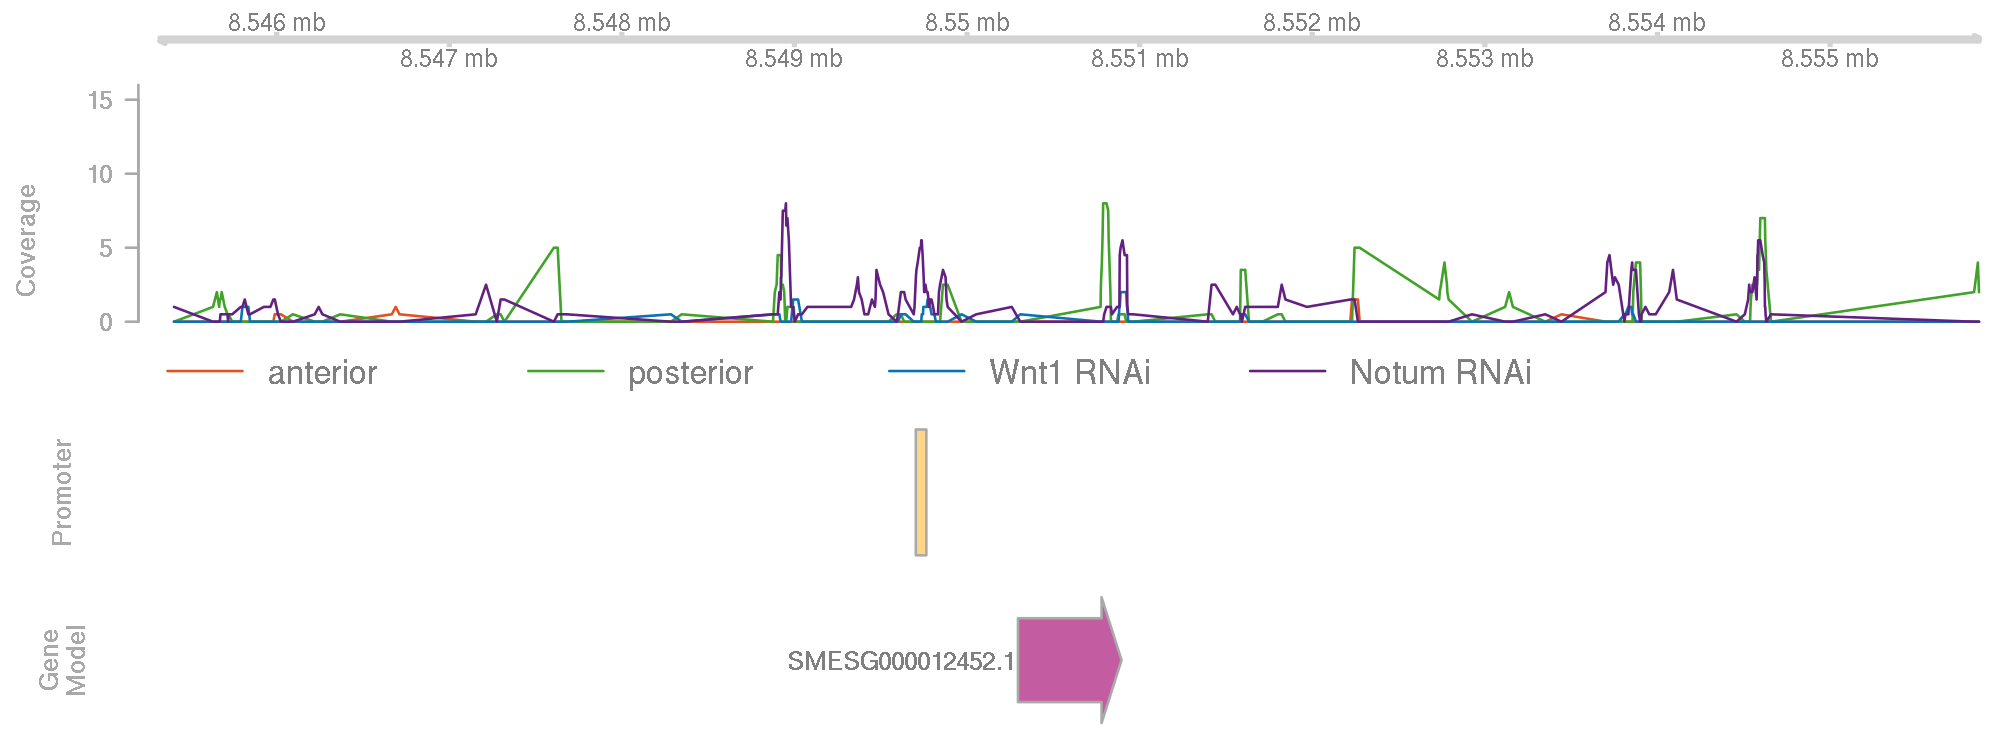 8.546 mb 8.548 mb 8.55 mb 8.552 mb 8.554 mb
8.547 mb 8.549 mb 8.551 mb 8.553 mb 8.555 mb
15
10
5
0
Coverage
anterior posterior Wnt1 RNAi Notum RNAi
Promoter
Gene
Model
SMESG000012452.1